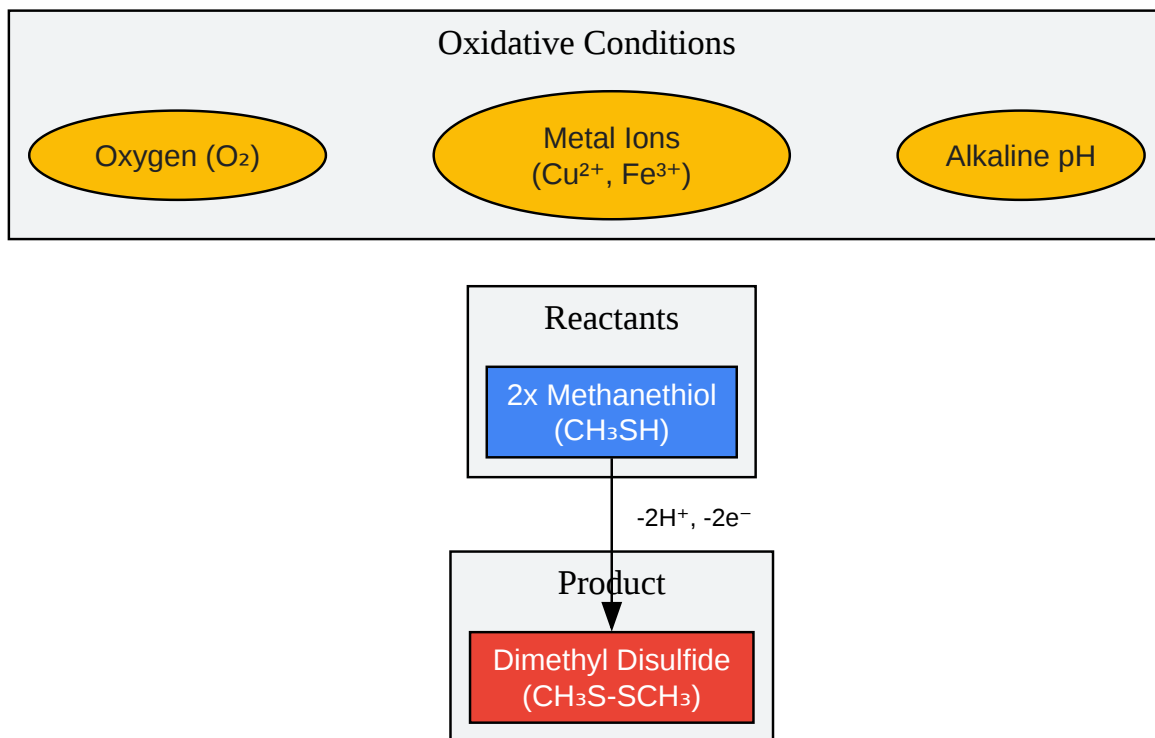 Oxidative Conditions
Oxygen (O₂)
Metal Ions
(Cu²⁺, Fe³⁺)
Alkaline pH
Reactants
2x Methanethiol
(CH₃SH)
-2H⁺, -2e⁻
Product
Dimethyl Disulfide
(CH₃S-SCH₃)